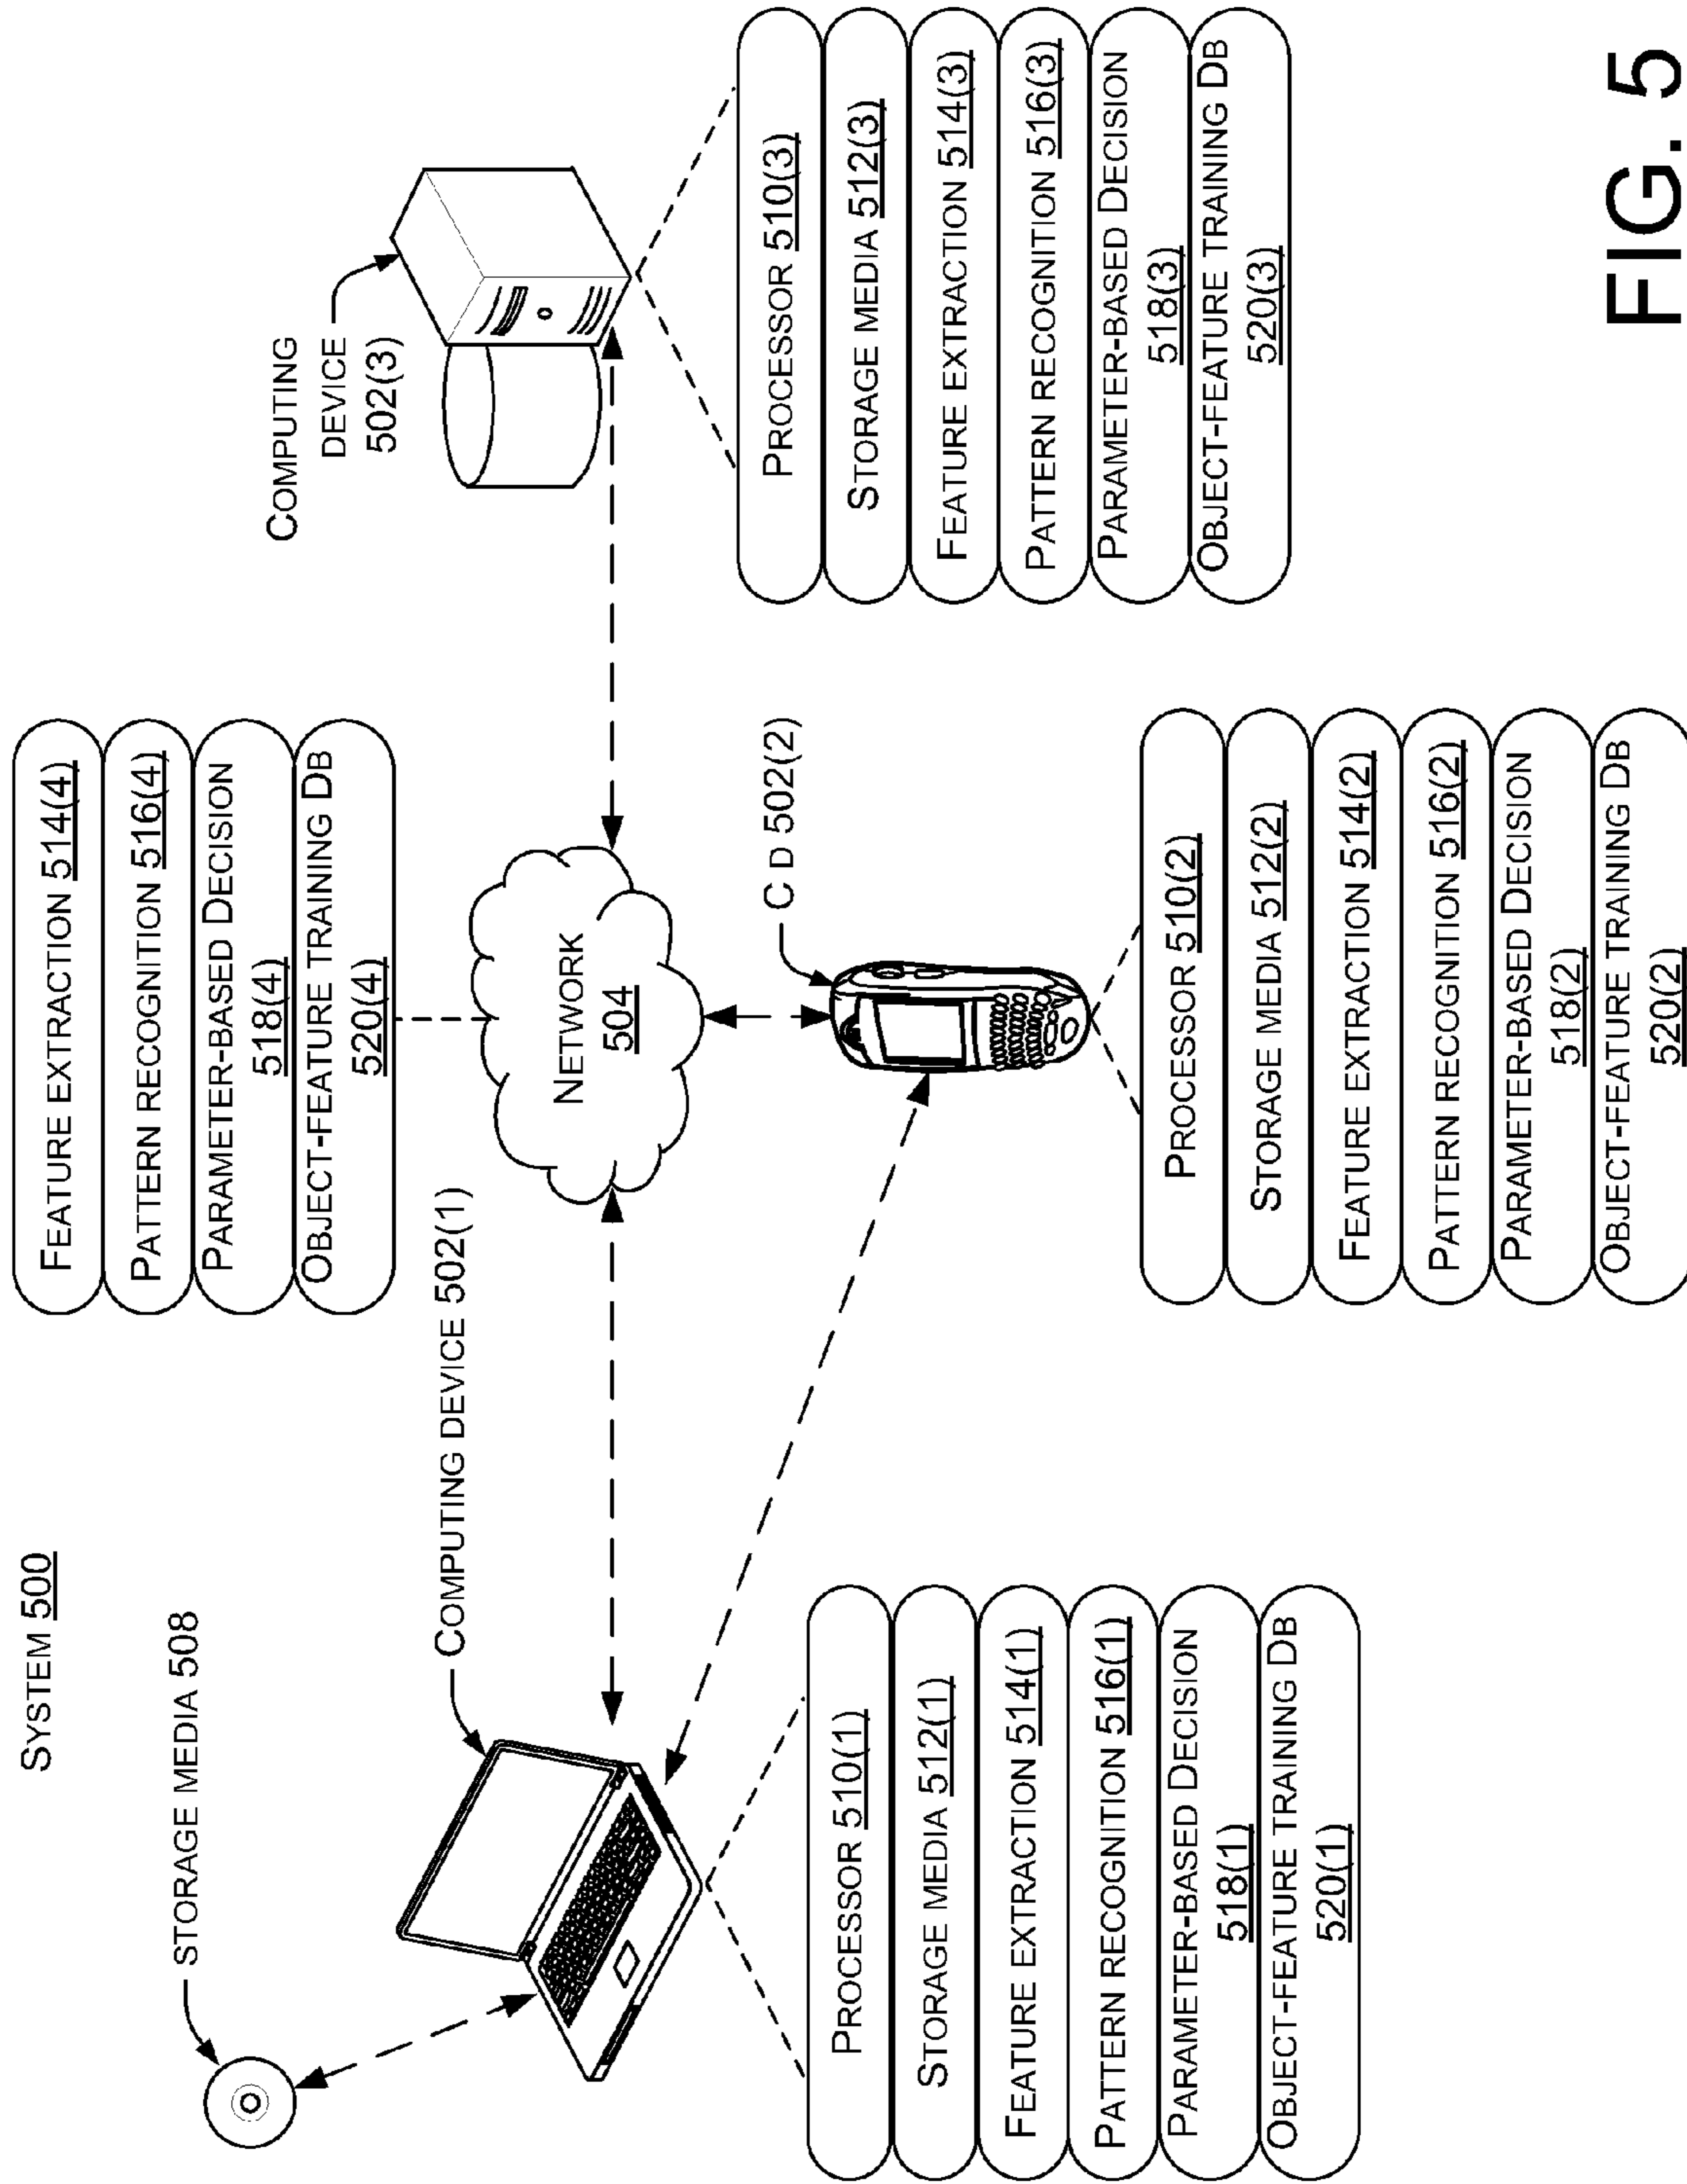 SYSTEM 500
STORAGE MEDIA 508
COMPUTING DEVICE 502(1)
PROCESSOR 510(1)
STORAGE MEDIA 512(1)
FEATURE EXTRACTION 514(1)
PATTERN RECOGNITION 516(1)
PARAMETER-BASED DECISION
518(1)
OBJECT-FEATURE TRAINING DB
520(1)
FEATURE EXTRACTION 514(4)
PATTERN RECOGNITION 516(4)
PARAMETER-BASED DECISION
518(4)
OBJECT-FEATURE TRAINING DB
520(4)
NETWORK
504
C D 502(2)
PROCESSOR 510(2)
STORAGE MEDIA 512(2)
FEATURE EXTRACTION 514(2)
PATTERN RECOGNITION 516(2)
PARAMETER-BASED DECISION
518(2)
OBJECT-FEATURE TRAINING DB
520(2)
COMPUTING
DEVICE
502(3)
PROCESSOR 510(3)
STORAGE MEDIA 512(3)
FEATURE EXTRACTION 514(3)
PATTERN RECOGNITION 516(3)
PARAMETER-BASED DECISION
518(3)
OBJECT-FEATURE TRAINING DB
520(3)
FIG. 5